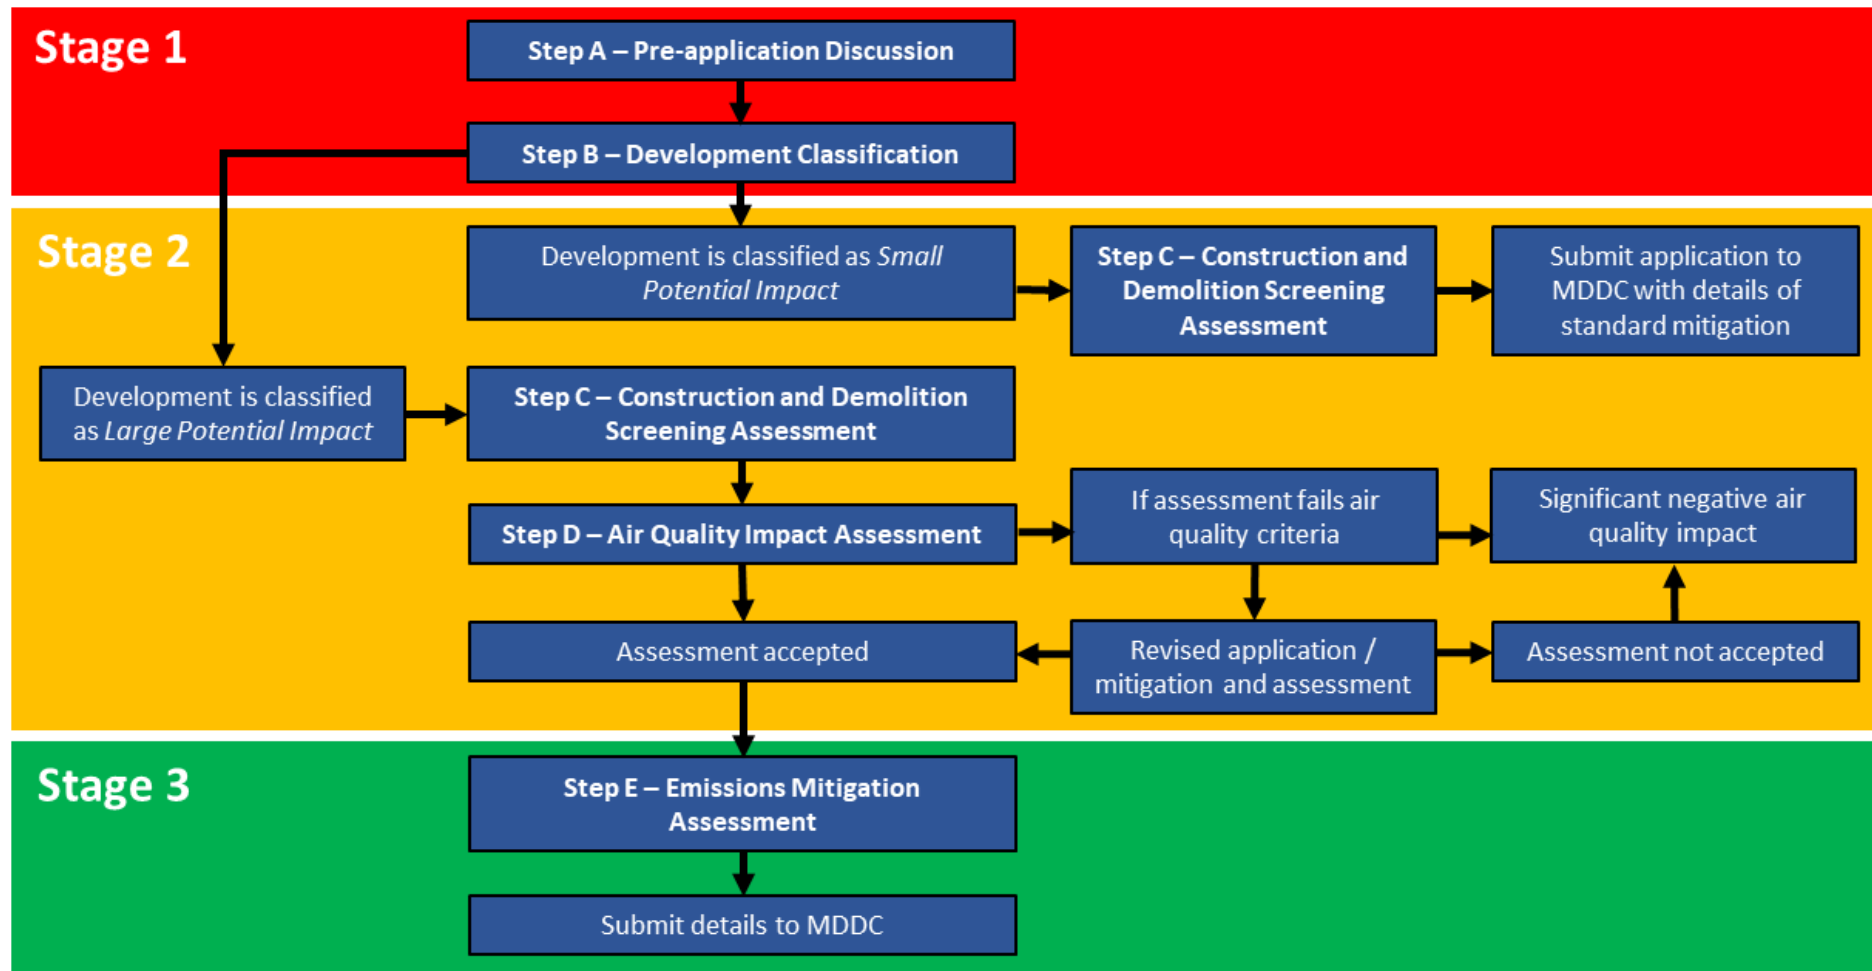 Stage 1
Step A – Pre-application Discussion
Step B – Development Classification
Stage 2
Development is classified as Small
Potential Impact
Step C – Construction and
Demolition Screening
Assessment
Submit application to
MDDC with details of
standard mitigation
Development is classified
as Large Potential Impact
Step C – Construction and Demolition
Screening Assessment
Step D – Air Quality Impact Assessment
If assessment fails air
quality criteria
Significant negative air
quality impact
Assessment accepted
Revised application /
mitigation and assessment
Assessment not accepted
Stage 3
Step E – Emissions Mitigation
Assessment
Submit details to MDDC